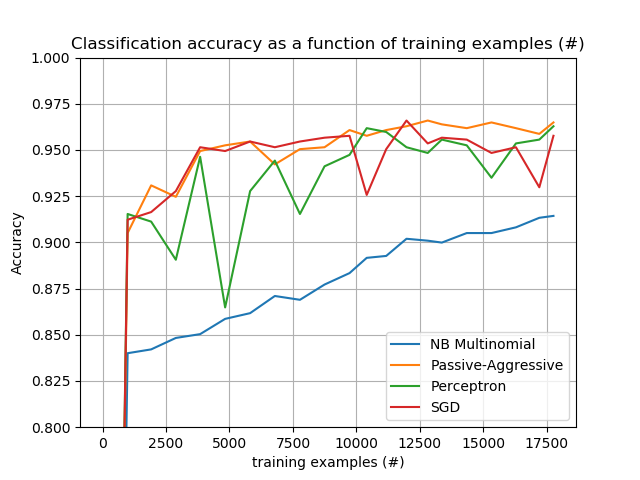 Classification accuracy as a function of training examples (#)
1.000
0.975
0.950
0.925
0.900
0.875
0.850
0.825
0.800
Accuracy
NB Multinomial
Passive-Aggressive
Perceptron
SGD
0 2500 5000 7500 10000 12500 15000 17500
training examples (#)